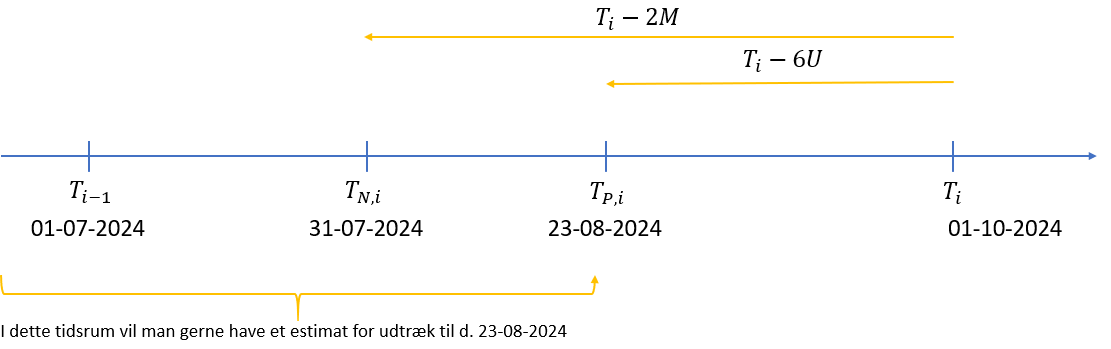 T_i − 2M
T_i − 6U
T_{i−1} T_{N,i} T_{P,i} T_i
01-07-2024 31-07-2024 23-08-2024 01-10-2024
I dette tidsrum vil man gerne have et estimat for udtræk til d. 23-08-2024